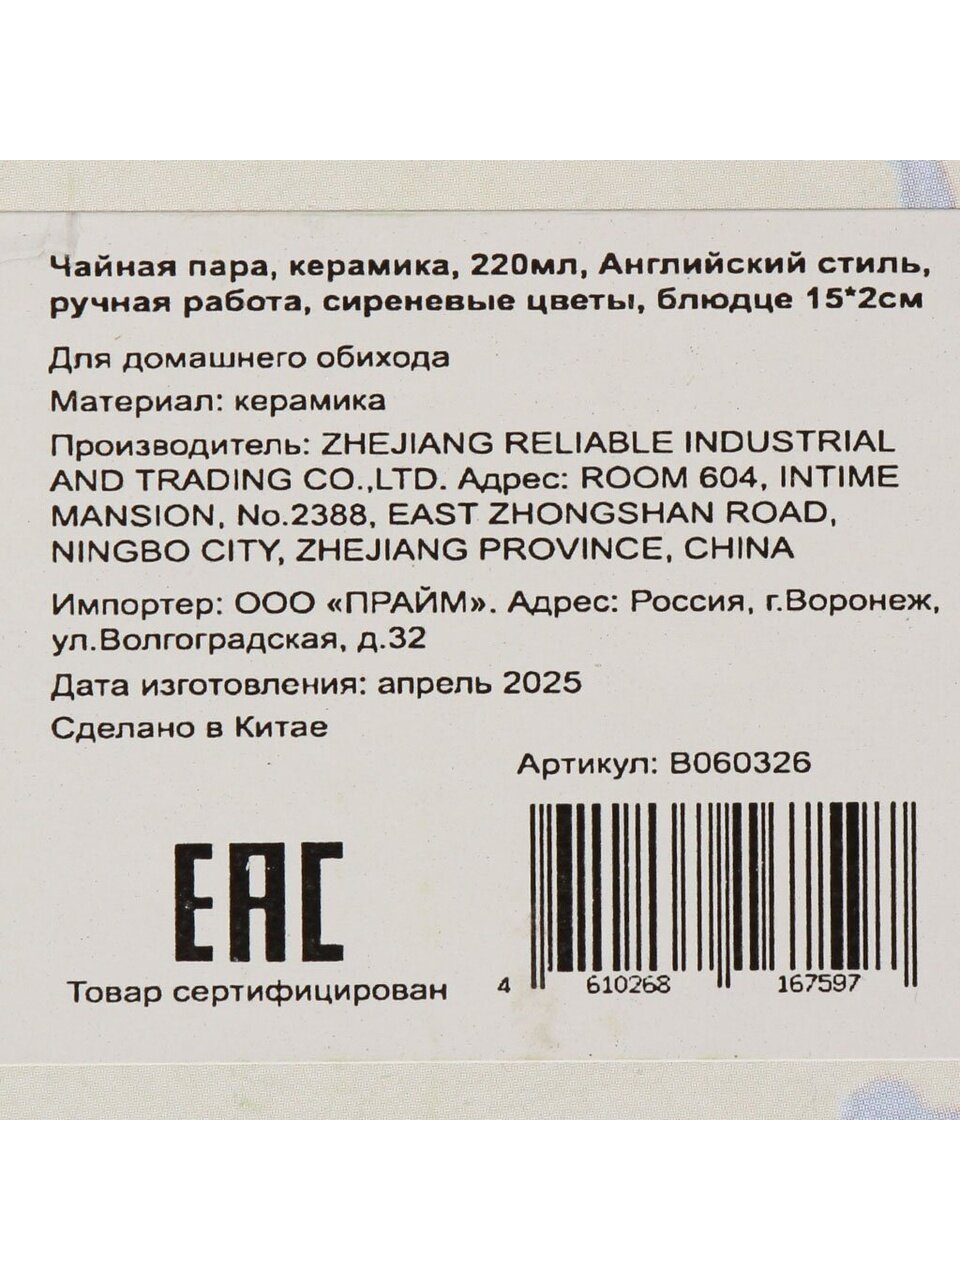 Чайная пара, керамика, 220мл, Английский стиль,
ручная работа, сиреневые цветы, блюдце 15*2см
Для домашнего обихода
Материал: керамика
Производитель: ZHEJIANG RELIABLE INDUSTRIAL
AND TRADING CO.,LTD. Адрес: ROOM 604, INTIME
MANSION, No.2388, EAST ZHONGSHAN ROAD,
NINGBO CITY, ZHEJIANG PROVINCE, CHINA
Импортер: ООО «ПРАЙМ». Адрес: Россия, г.Воронеж,
ул.Волгоградская, д.32
Дата изготовления: апрель 2025
Сделано в Китае
Артикул: B060326
EAC
Товар сертифицирован
4 610268 167597